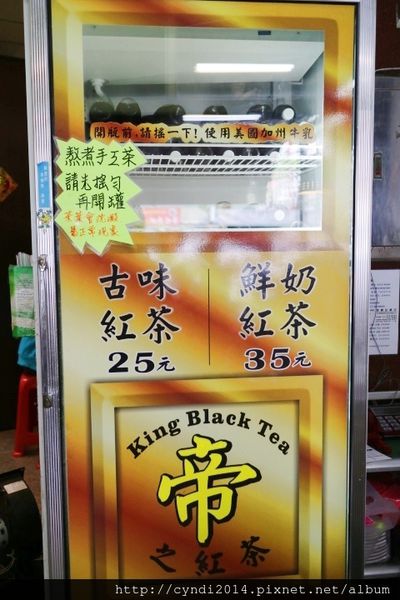 開瓶前,請搖一下!使用美國加州牛乳
熬煮手工茶
請先搖勻
再開罐
古味
紅茶
25元
鮮奶
紅茶
35元
King Black Tea
帝
之紅茶
http://cyndi2014.pixnet.net/album